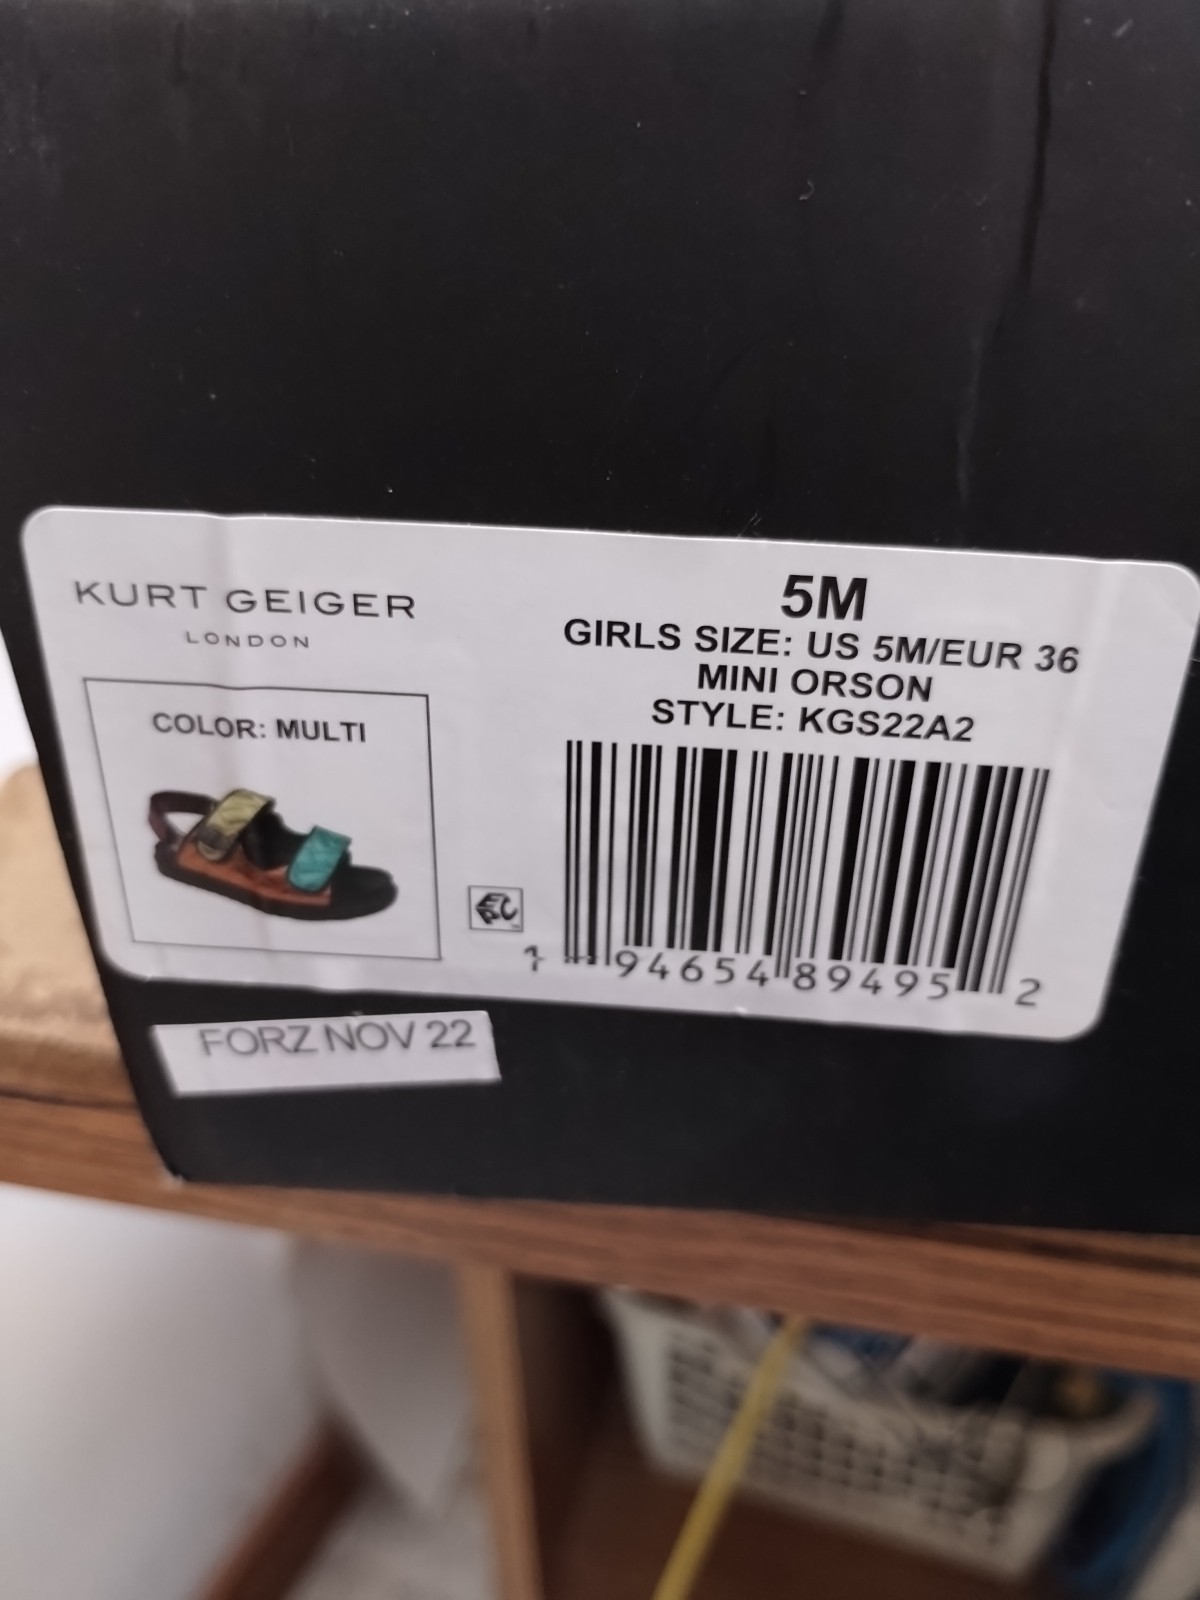 KURT GEIGER
LONDON
COLOR: MULTI
5M
GIRLS SIZE: US 5M/EUR 36
MINI ORSON
STYLE: KGS22A2
1 94654 89495 2
FORZ NOV 22